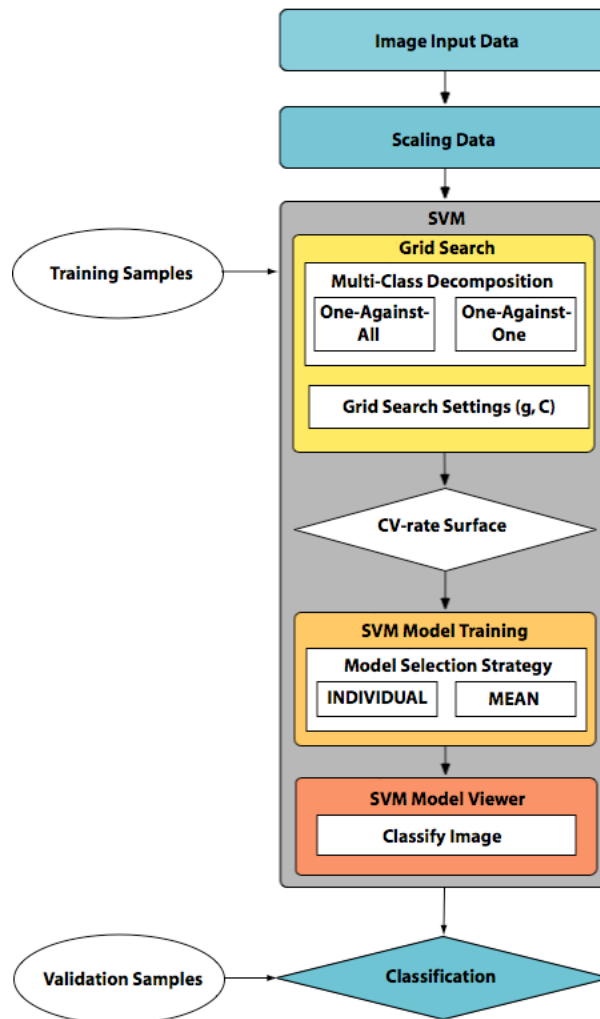 Image Input Data
Scaling Data
SVM
Training Samples
Grid Search
Multi-Class Decomposition
One-Against-
All
One-Against-
One
Grid Search Settings (g, C)
CV-rate Surface
SVM Model Training
Model Selection Strategy
INDIVIDUAL
MEAN
SVM Model Viewer
Classify Image
Validation Samples
Classification